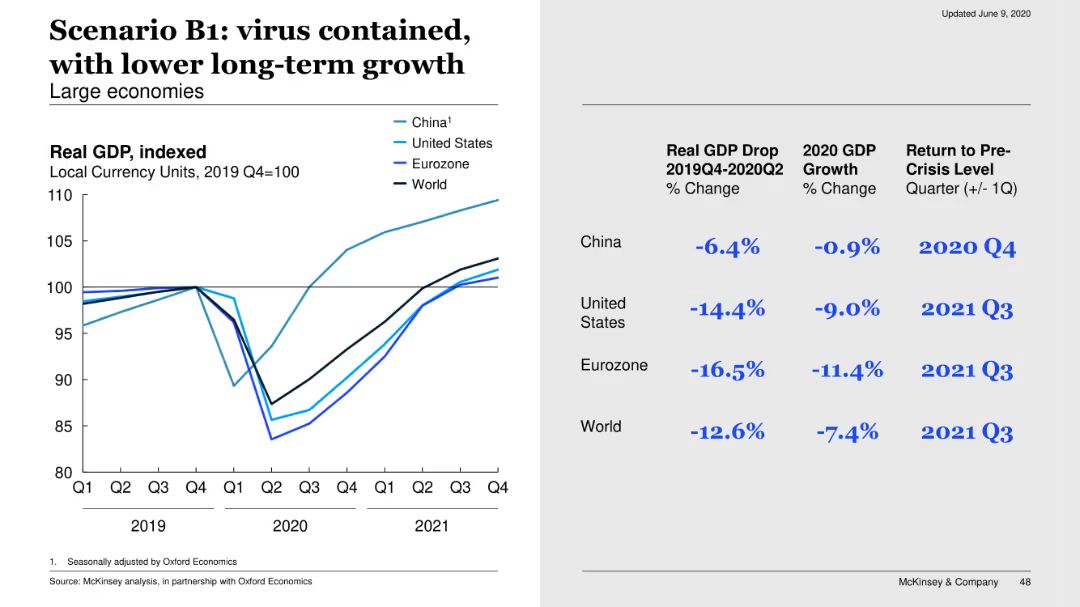 Scenario B1: virus contained,
with lower long-term growth
Large economies
Updated June 9, 2020
Real GDP, indexed
Local Currency Units, 2019 Q4=100
China¹
United States
Eurozone
World
110
105
100
95
90
85
80
Q1 Q2 Q3 Q4 Q1 Q2 Q3 Q4 Q1 Q2 Q3 Q4
2019 2020 2021
Real GDP Drop 2020 GDP Return to Pre-
2019Q4-2020Q2 Growth Crisis Level
% Change % Change Quarter (+/- 1Q)
China -6.4% -0.9% 2020 Q4
United
States -14.4% -9.0% 2021 Q3
Eurozone -16.5% -11.4% 2021 Q3
World -12.6% -7.4% 2021 Q3
1. Seasonally adjusted by Oxford Economics
Source: McKinsey analysis, in partnership with Oxford Economics
McKinsey & Company 48